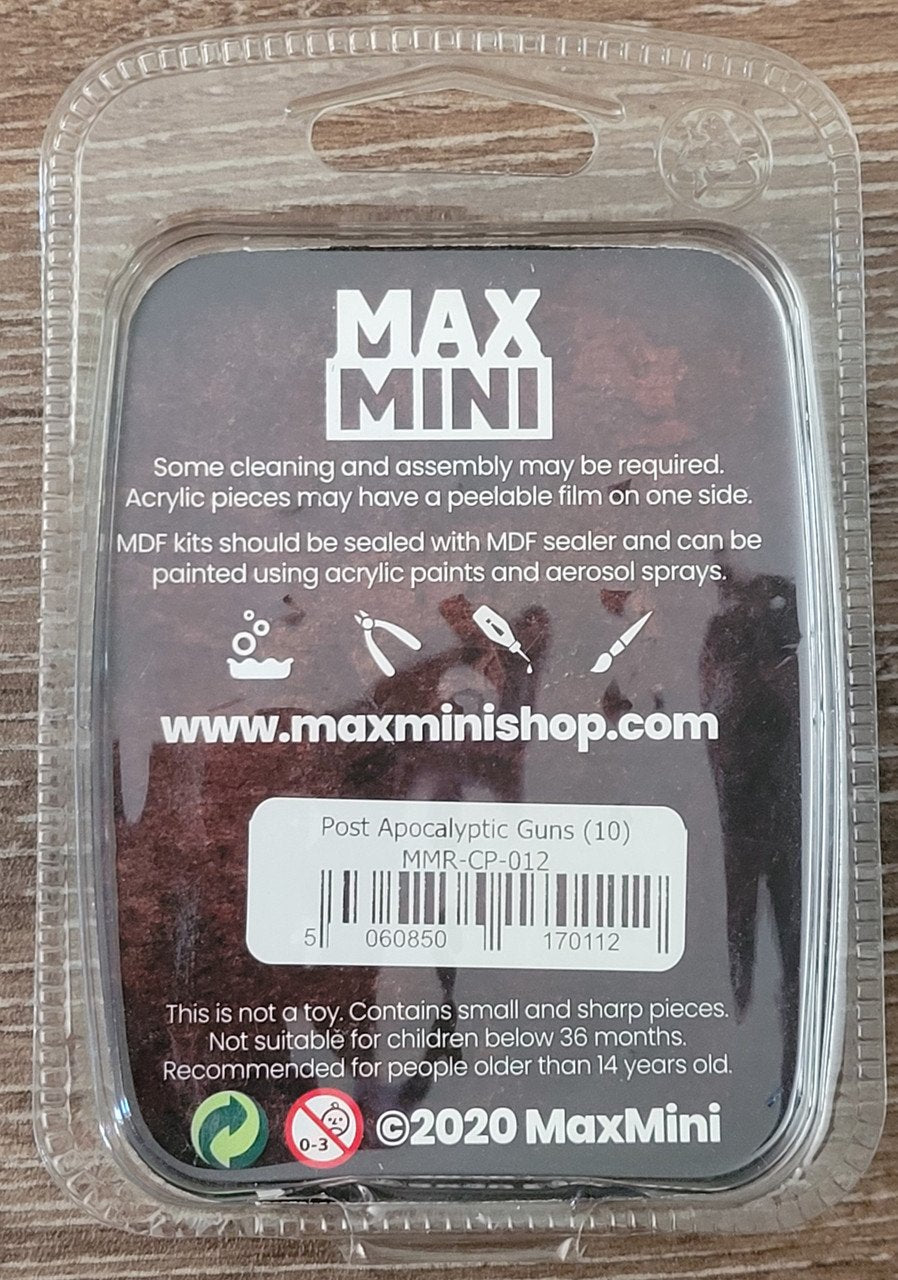 MAX
MINI
Some cleaning and assembly may be required.
Acrylic pieces may have a peelable film on one side.
MDF kits should be sealed with MDF sealer and can be
painted using acrylic paints and aerosol sprays.
www.maxminishop.com
Post Apocalyptic Guns (10)
MMR-CP-012
5 060850 170112
This is not a toy. Contains small and sharp pieces.
Not suitable for children below 36 months.
Recommended for people older than 14 years old.
0-3
©2020 MaxMini